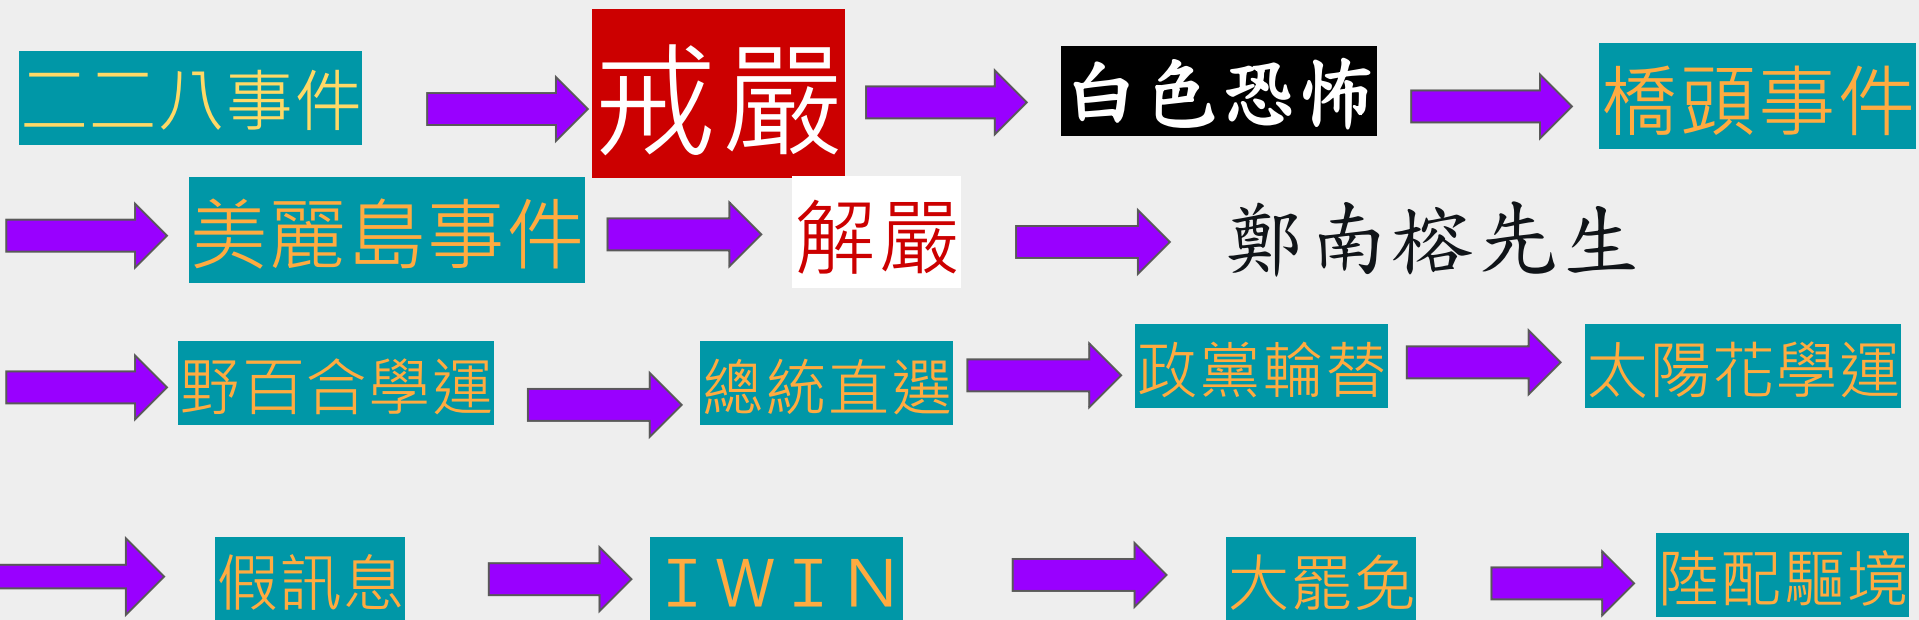 二二八事件 戒嚴 白色恐怖 橋頭事件
美麗島事件 解嚴 鄭南榕先生
野百合學運 總統直選 政黨輪替 太陽花學運
假訊息 ＩＷＩＮ 大罷免 陸配驅境